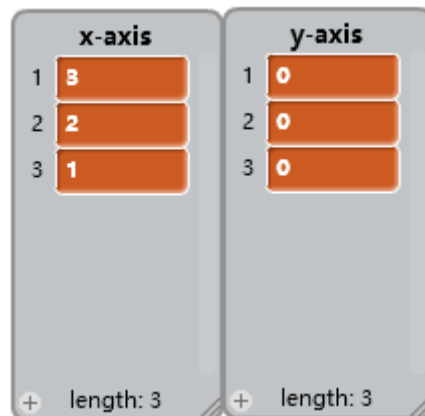 x-axis
1 3
2 2
3 1
+ length: 3
y-axis
1 0
2 0
3 0
+ length: 3